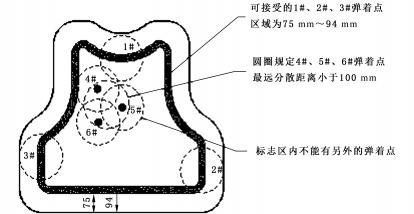 可接受的1#、2#、3#弹着点
区域为75 mm～94 mm
1#
圆圈规定4#、5#、6#弹着点
最远分散距离小于100 mm
4#
5#
6#
标志区内不能有另外的弹着点
3#
2#
75
94